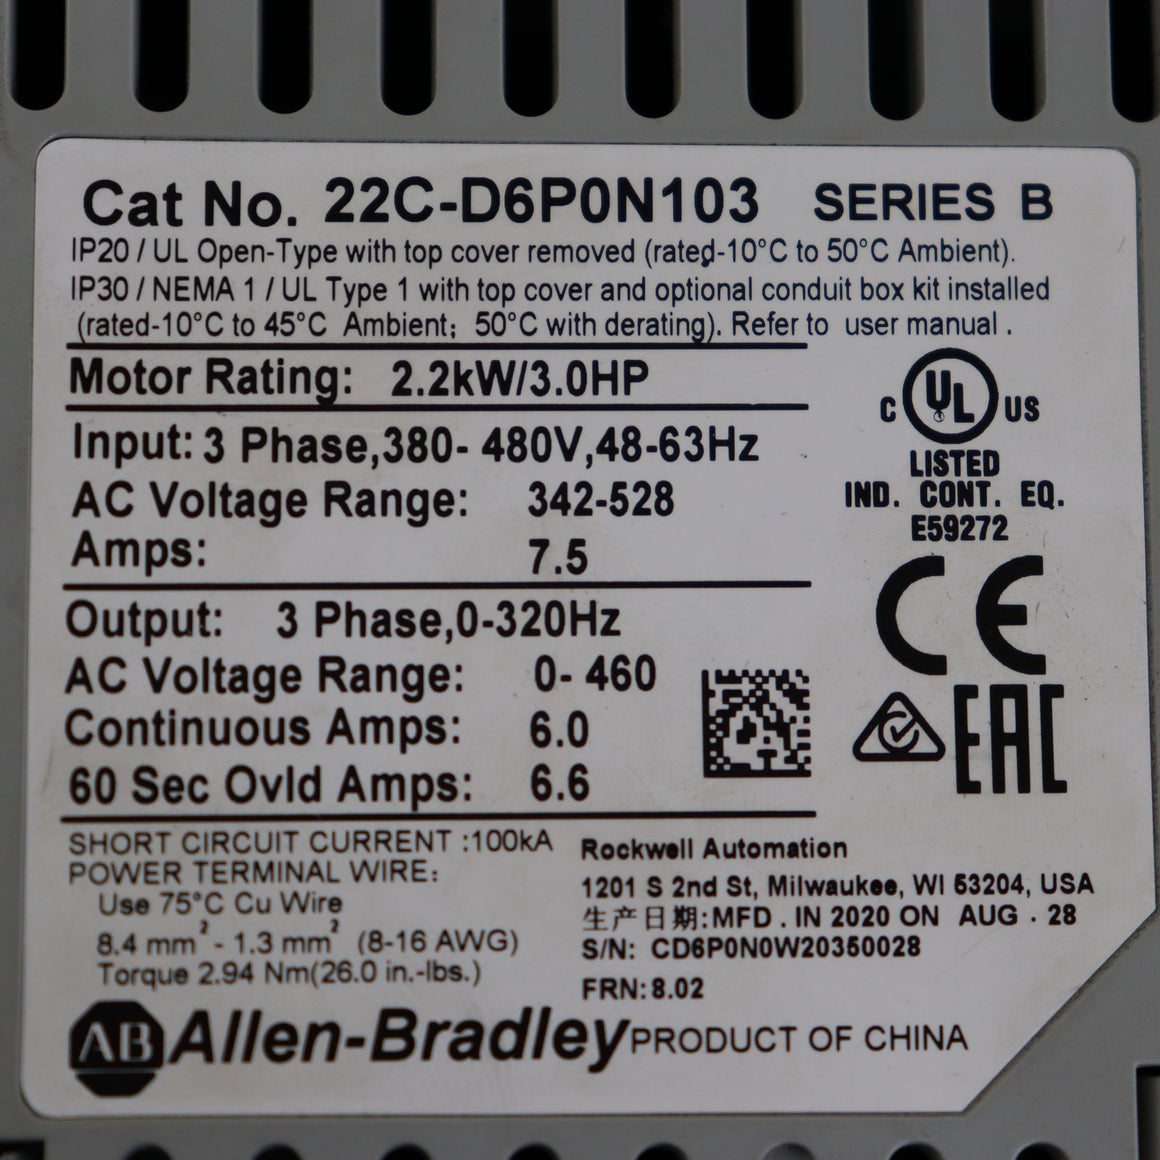 Cat No. 22C-D6P0N103 SERIES B
IP20 / UL Open-Type with top cover removed (rated-10°C to 50°C Ambient).
IP30 / NEMA 1 / UL Type 1 with top cover and optional conduit box kit installed
(rated-10°C to 45°C Ambient; 50°C with derating). Refer to user manual .
Motor Rating: 2.2kW/3.0HP
Input: 3 Phase,380- 480V,48-63Hz
AC Voltage Range: 342-528
Amps: 7.5
C UL US
LISTED
IND. CONT. EQ.
E59272
CE
EAC
Output: 3 Phase,0-320Hz
AC Voltage Range: 0- 460
Continuous Amps: 6.0
60 Sec Ovld Amps: 6.6
SHORT CIRCUIT CURRENT :100kA
POWER TERMINAL WIRE:
Use 75°C Cu Wire
8.4 mm² - 1.3 mm² (8-16 AWG)
Torque 2.94 Nm(26.0 in.-lbs.)
Rockwell Automation
1201 S 2nd St, Milwaukee, WI 53204, USA
生产日期:MFD . IN 2020 ON AUG · 28
S/N: CD6P0N0W20350028
FRN: 8.02
AB Allen-Bradley PRODUCT OF CHINA